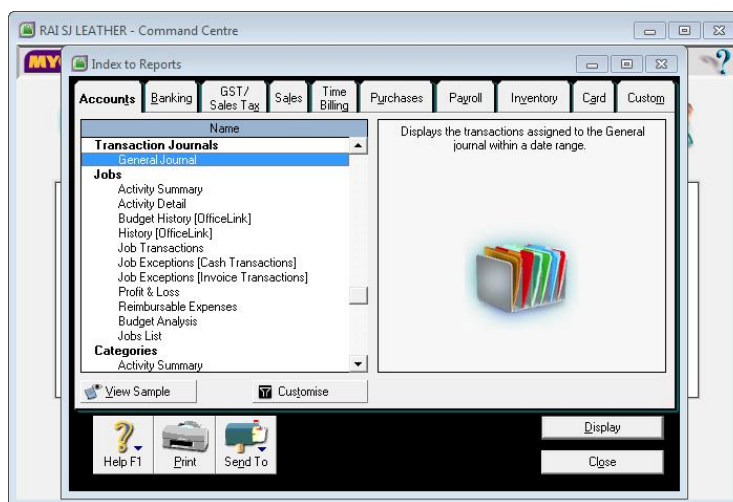 RAI SJ LEATHER - Command Centre
MYO
Index to Reports
Accounts Banking GST/ Sales Tax Sales Time Billing Purchases Payroll Inventory Card Custom
Name
Transaction Journals
General Journal
Jobs
Activity Summary
Activity Detail
Budget History [OfficeLink]
History [OfficeLink]
Job Transactions
Job Exceptions [Cash Transactions]
Job Exceptions [Invoice Transactions]
Profit & Loss
Reimbursable Expenses
Budget Analysis
Jobs List
Categories
Activity Summary
Displays the transactions assigned to the General
journal within a date range.
View Sample Customise
Help F1 Print Send To
Display
Close